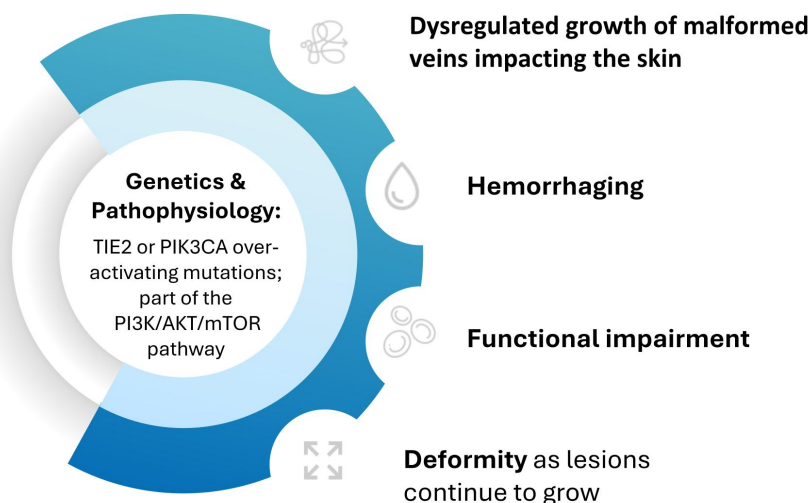 Dysregulated growth of malformed
veins impacting the skin
Genetics &
Pathophysiology:
TIE2 or PIK3CA over-
activating mutations;
part of the
PI3K/AKT/mTOR
pathway
Hemorrhaging
Functional impairment
Deformity as lesions
continue to grow